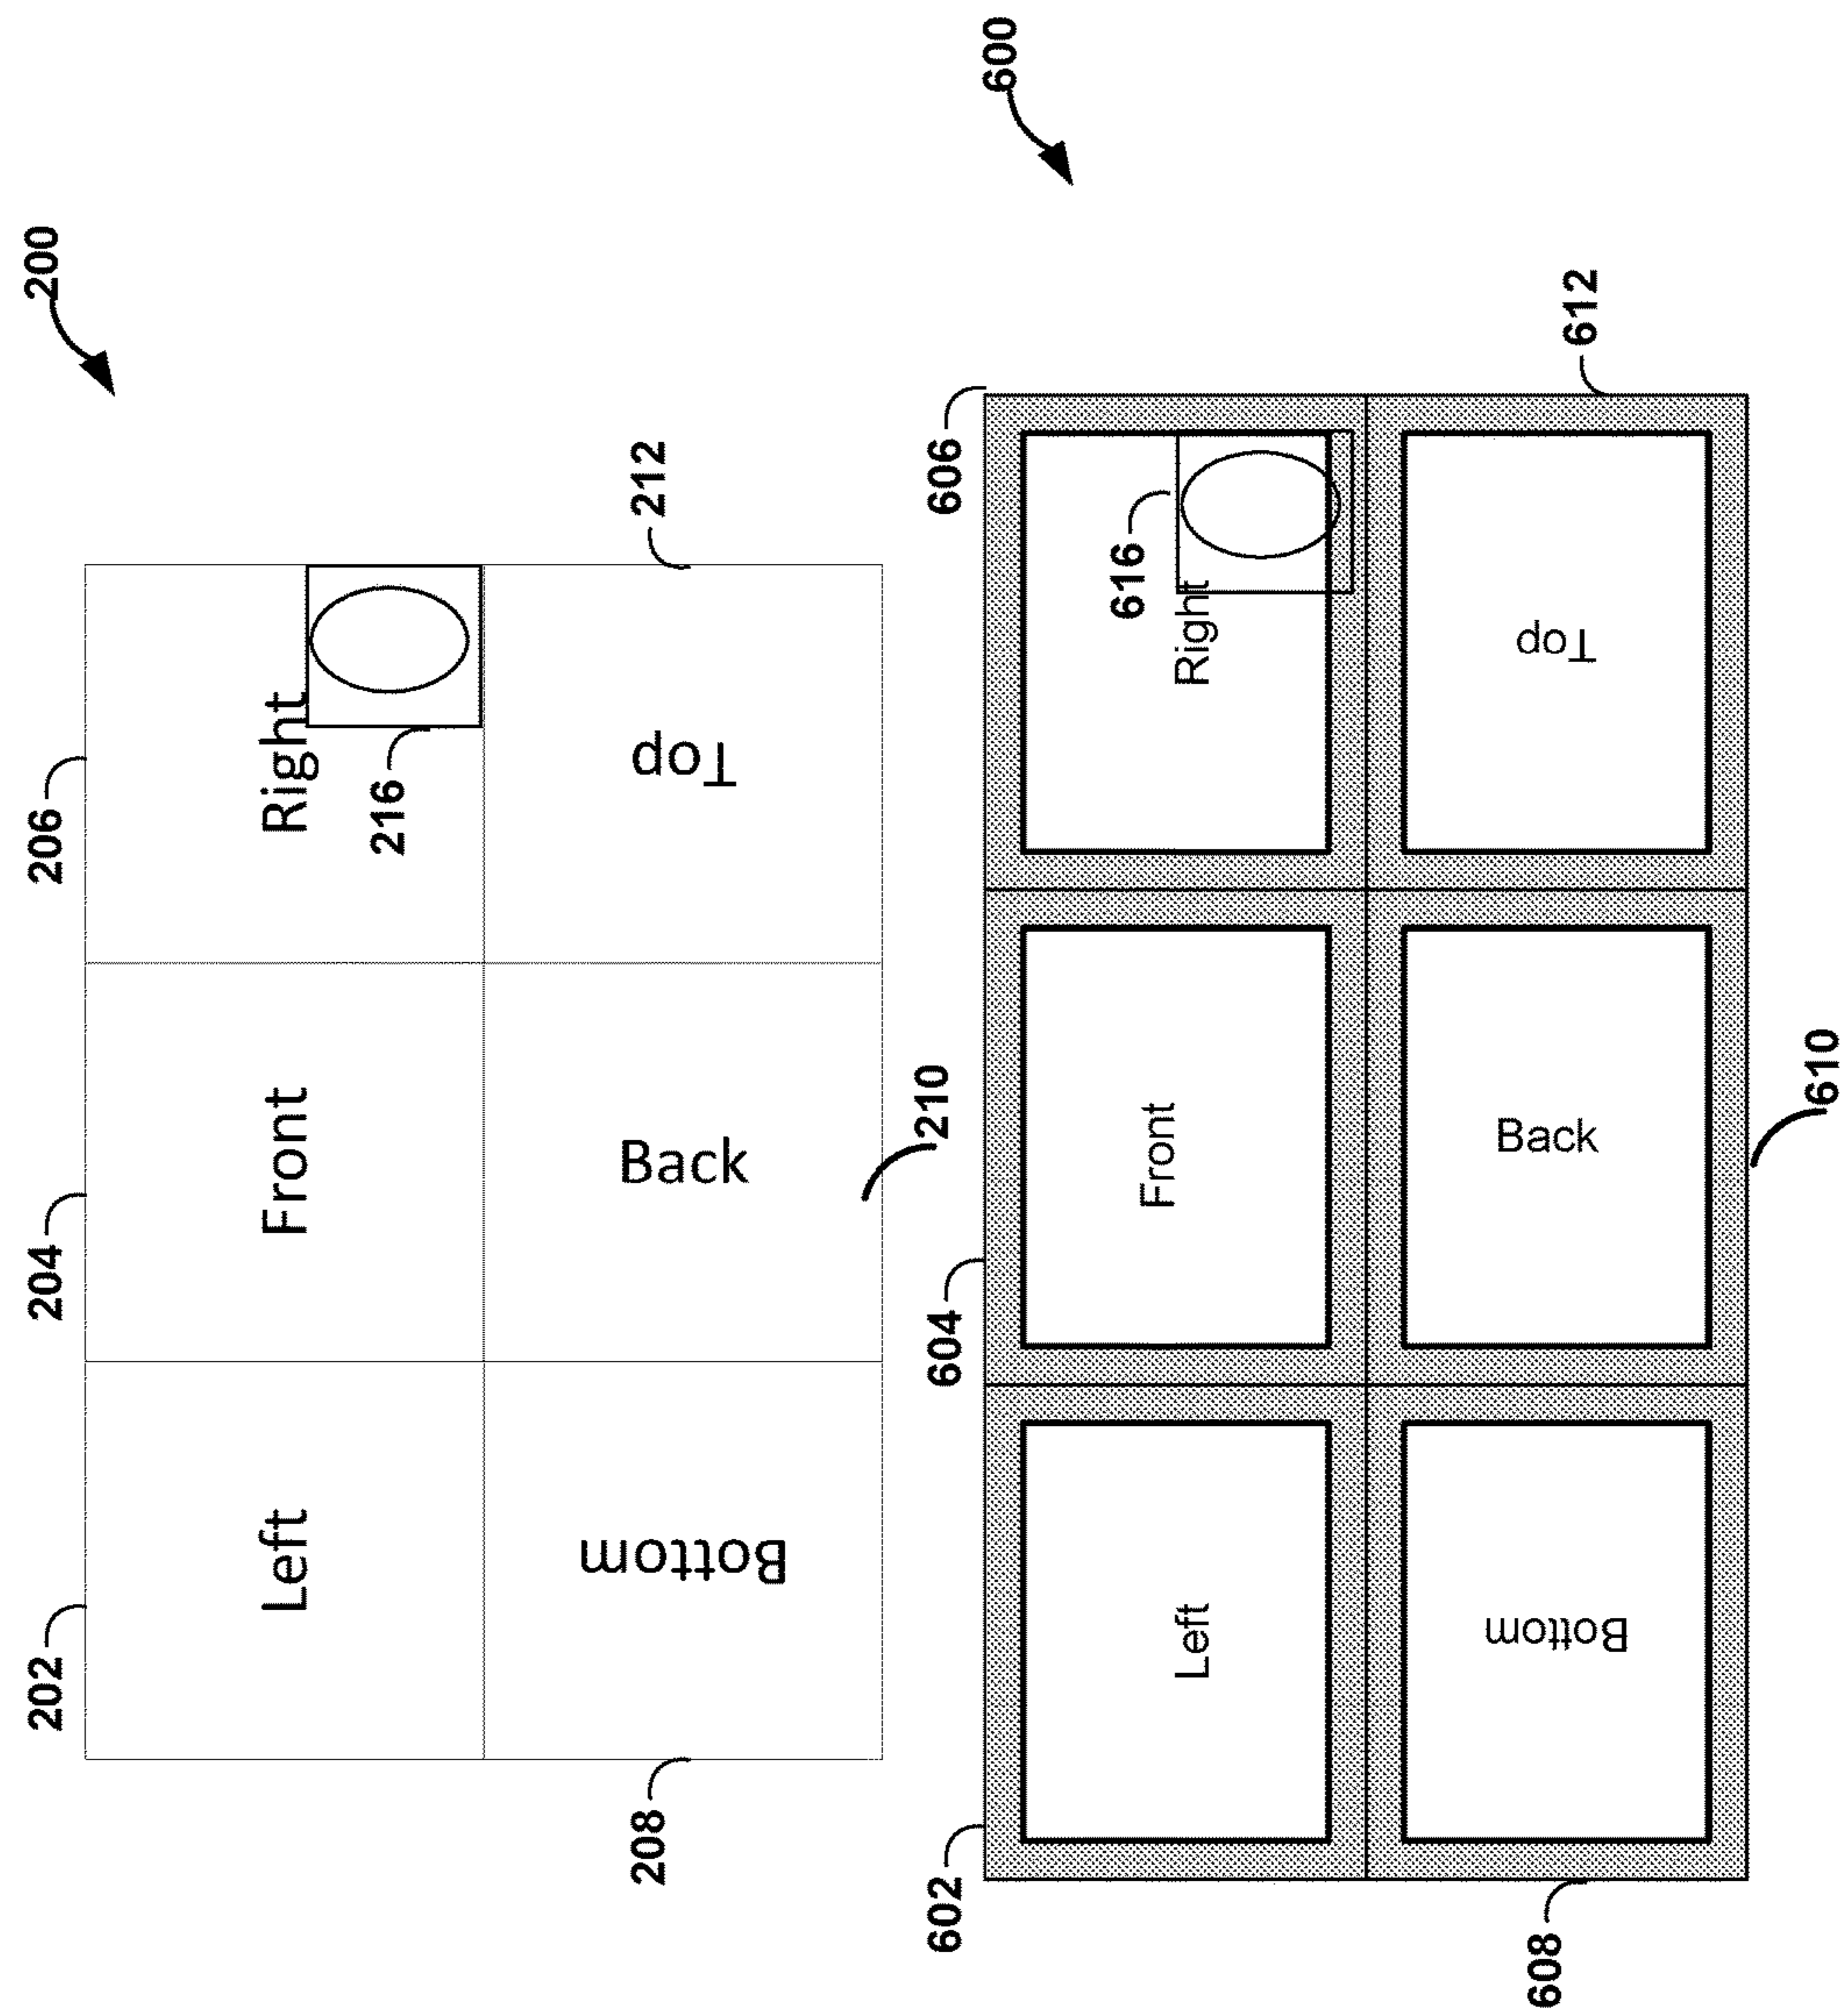 200
202
204
206
Left
Front
Right
216
Bottom
Back
Top
208
210
212
600
602
604
606
Left
Front
Right
616
Bottom
Back
Top
608
610
612